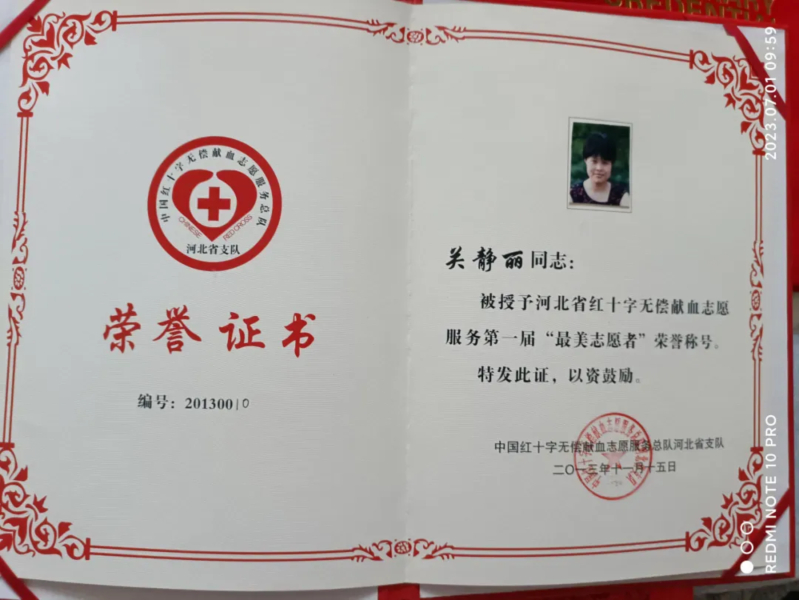 中国红十字无偿献血志愿服务总队
CHINESE RED CROSS
河北省支队
荣誉证书
编号：20130010
关静丽同志：
被授予河北省红十字无偿献血志愿
服务第一届“最美志愿者”荣誉称号。
特发此证，以资鼓励。
中国红十字无偿献血志愿服务总队河北省支队
二〇一三年十一月十五日
2023.07.01 09:59
REDMI NOTE 10 PRO